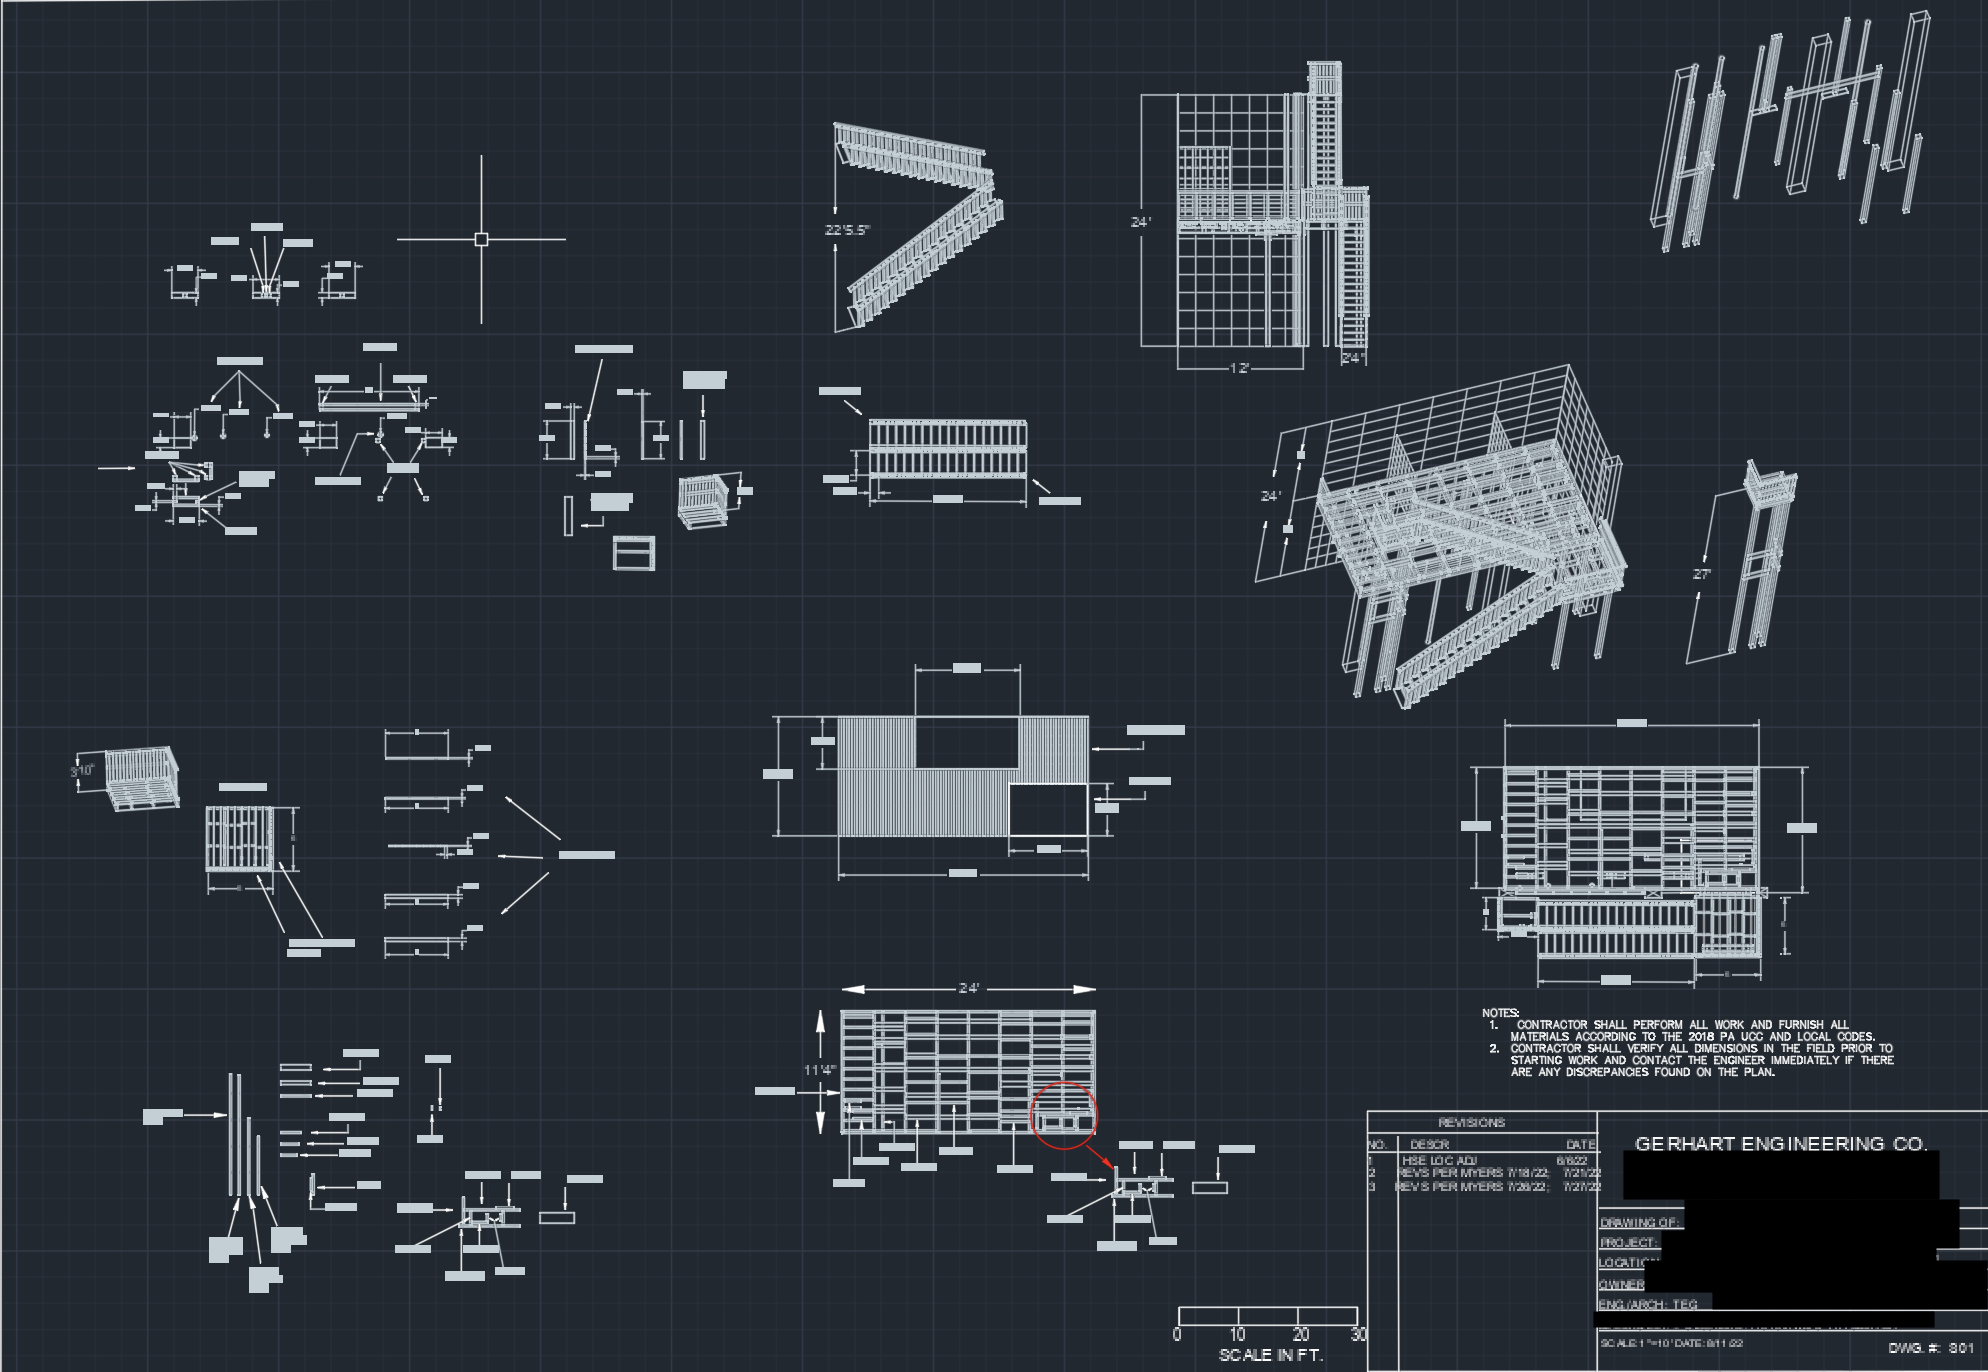 22'5.5"
24'
12'
2'4"
24'
27'
3'10"
24'
11'4"
NOTES:
1. CONTRACTOR SHALL PERFORM ALL WORK AND FURNISH ALL
MATERIALS ACCORDING TO THE 2018 PA UCC AND LOCAL CODES.
2. CONTRACTOR SHALL VERIFY ALL DIMENSIONS IN THE FIELD PRIOR TO
STARTING WORK AND CONTACT THE ENGINEER IMMEDIATELY IF THERE
ARE ANY DISCREPANCIES FOUND ON THE PLAN.
REVISIONS
NO. DESCR DATE
1 HSE LOC ADJ 6/6/22
2 REVS PER MYERS 7/18/22; 7/21/22
3 REVS PER MYERS 7/26/22; 7/27/22
GERHART ENGINEERING CO.
DRAWING OF:
PROJECT:
LOCATION
OWNER
ENG./ARCH: TEG
SCALE: 1"=10' DATE: 8/11/22
DWG. #: S01
0 10 20 30
SCALE IN FT.